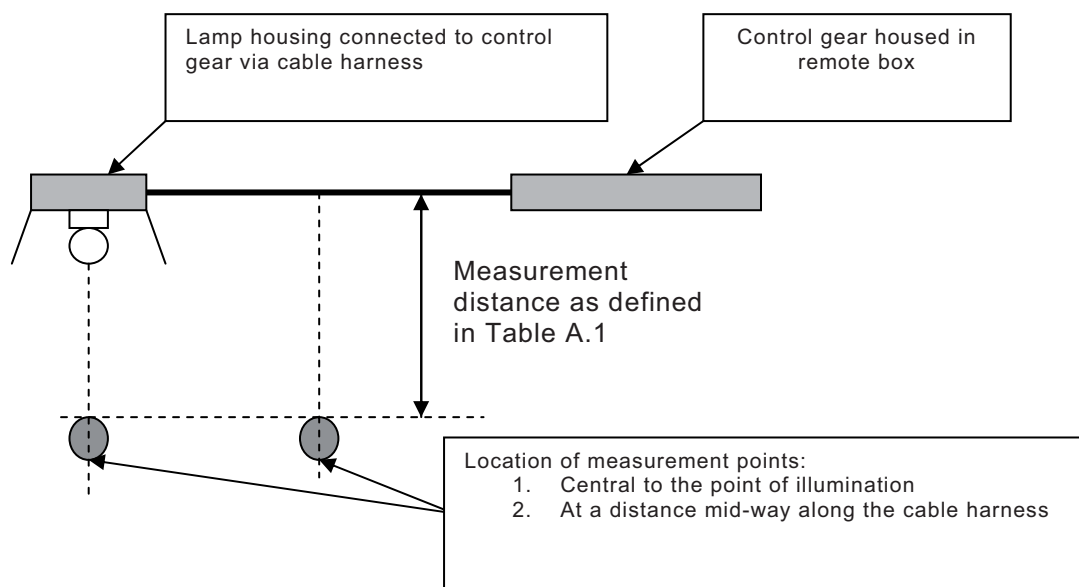 Lamp housing connected to control
gear via cable harness
Control gear housed in
remote box
Measurement
distance as defined
in Table A.1
Location of measurement points:
1. Central to the point of illumination
2. At a distance mid-way along the cable harness